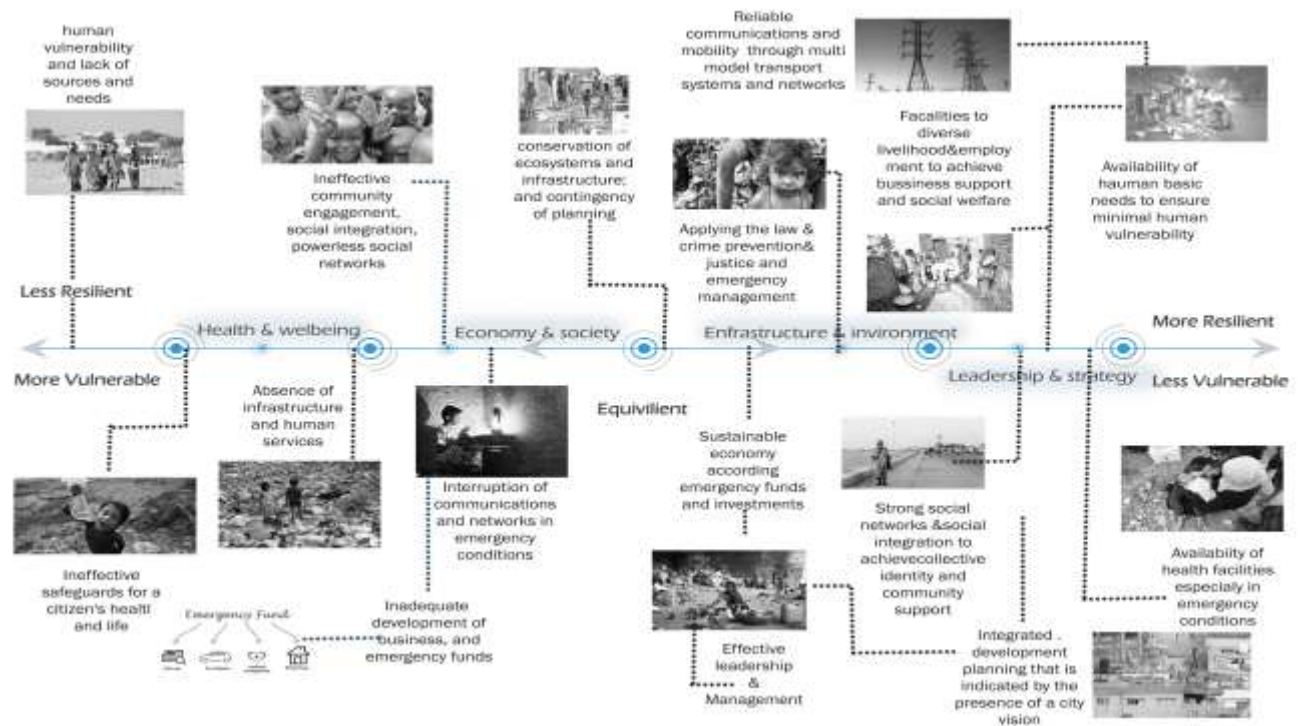 human
vulnerability
and lack of
sources and
needs
Ineffective
community
engagement,
social integration,
powerless social
networks
conservation of
ecosystems and
infrastructure;
and contingency
of planning
Reliable
communications and
mobility through multi
model transport
systems and networks
Applying the law &
crime prevention&
justice and
emergency
management
Facalities to
diverse
livelihood&employ
ment to achieve
bussiness support
and social welfare
Availability of
hauman basic
needs to ensure
minimal human
vulnerability
Less Resilient
Health & wellbeing
Economy & society
Enfrastructure & invironment
More Resilient
More Vulnerable
Leadership & strategy
Less Vulnerable
Equivilient
Absence of
infrastructure
and human
services
Interruption of
communications
and networks in
emergency
conditions
Sustainable
economy
according
emergency funds
and investments
Strong social
networks &social
integration to
achievecollective
identity and
community
support
Availabiity of
health facilities
especialy in
emergency
conditions
Ineffective
safeguards for a
citizen's healtl
and life
Emergency Fund
Inadequate
development of
business, and
emergency funds
Effective
leadership
&
Management
Integrated .
development
planning that is
indicated by the
presence of a city
vision